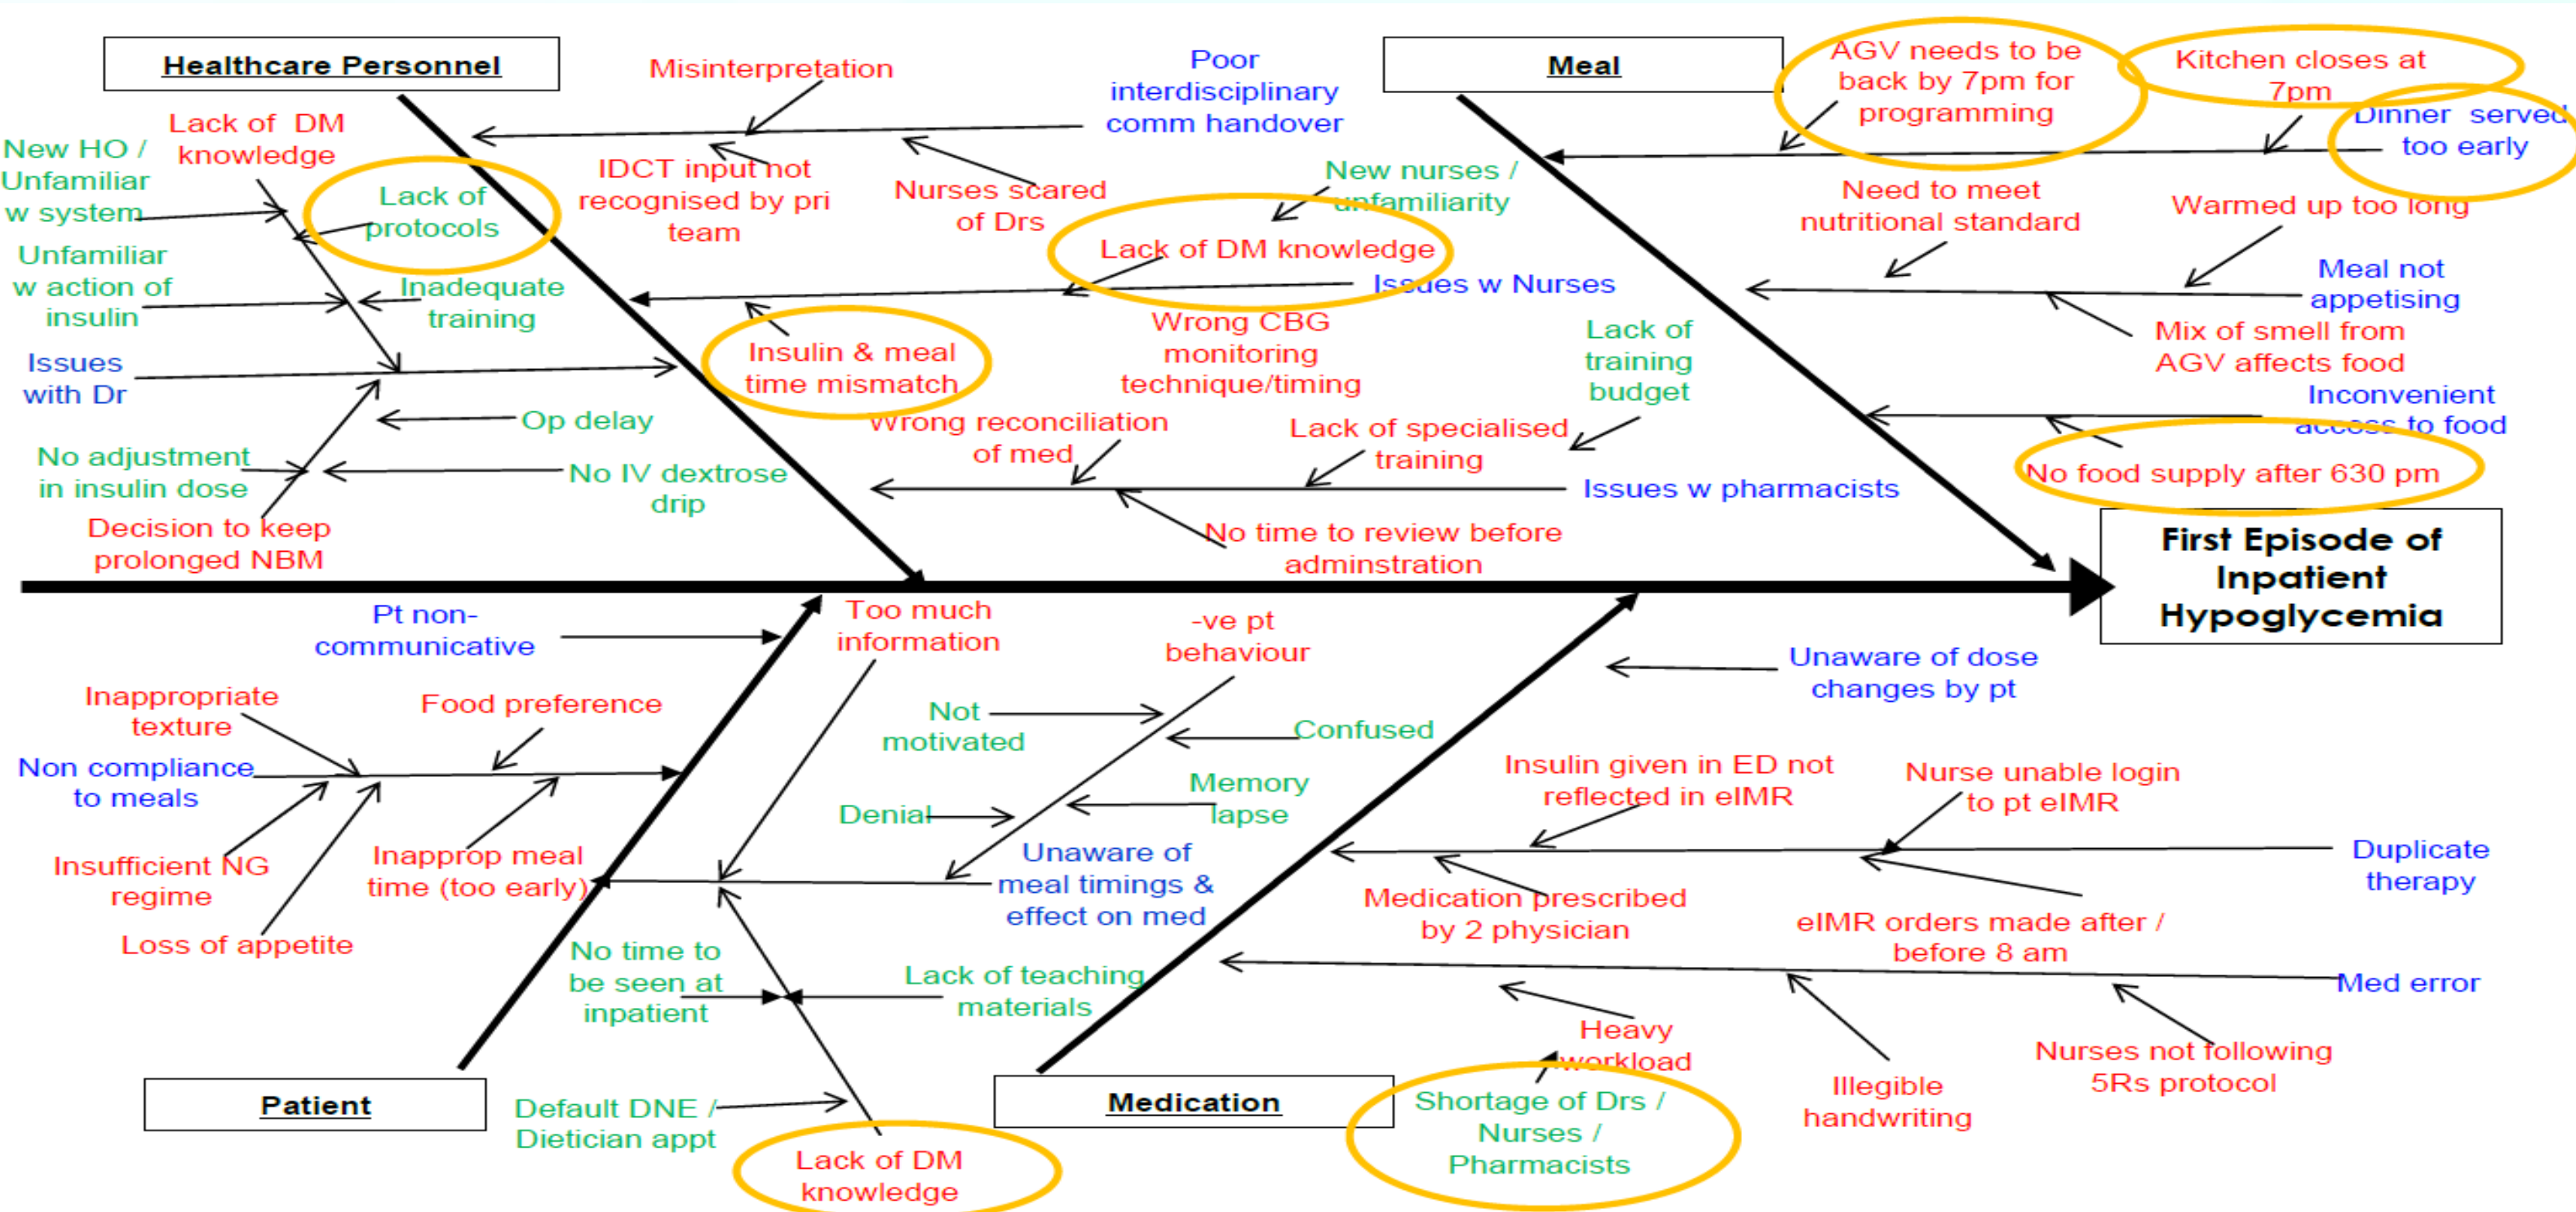 Healthcare Personnel
Misinterpretation
Poor
interdisciplinary
comm handover
Lack of  DM
knowledge
New HO /
Unfamiliar
w system
Lack of
protocols
IDCT input not
recognised by pri
team
Nurses scared
of Drs
New nurses /
unfamiliarity
Lack of DM knowledge
Issues w Nurses
Unfamiliar
w action of
insulin
Inadequate
training
Issues
with Dr
Insulin & meal
time mismatch
Wrong CBG
monitoring
technique/timing
Lack of
training
budget
Op delay
Wrong reconciliation
of med
Lack of specialised
training
No adjustment
in insulin dose
No IV dextrose
drip
Issues w pharmacists
Decision to keep
prolonged NBM
No time to review before
adminstration
Meal
AGV needs to be
back by 7pm for
programming
Kitchen closes at
7pm
Dinner  served
too early
Need to meet
nutritional standard
Warmed up too long
Meal not
appetising
Mix of smell from
AGV affects food
Inconvenient
access to food
No food supply after 630 pm
First Episode of
Inpatient
Hypoglycemia
Pt non-
communicative
Too much
information
-ve pt
behaviour
Inappropriate
texture
Food preference
Not
motivated
Confused
Non compliance
to meals
Denial
Memory
lapse
Insufficient NG
regime
Inapprop meal
time (too early)
Unaware of
meal timings &
effect on med
Loss of appetite
No time to
be seen at
inpatient
Lack of teaching
materials
Patient
Default DNE /
Dietician appt
Lack of DM
knowledge
Unaware of dose
changes by pt
Insulin given in ED not
reflected in eIMR
Nurse unable login
to pt eIMR
Duplicate
therapy
Medication prescribed
by 2 physician
eIMR orders made after /
before 8 am
Med error
Heavy
workload
Nurses not following
5Rs protocol
Illegible
handwriting
Medication
Shortage of Drs /
Nurses /
Pharmacists